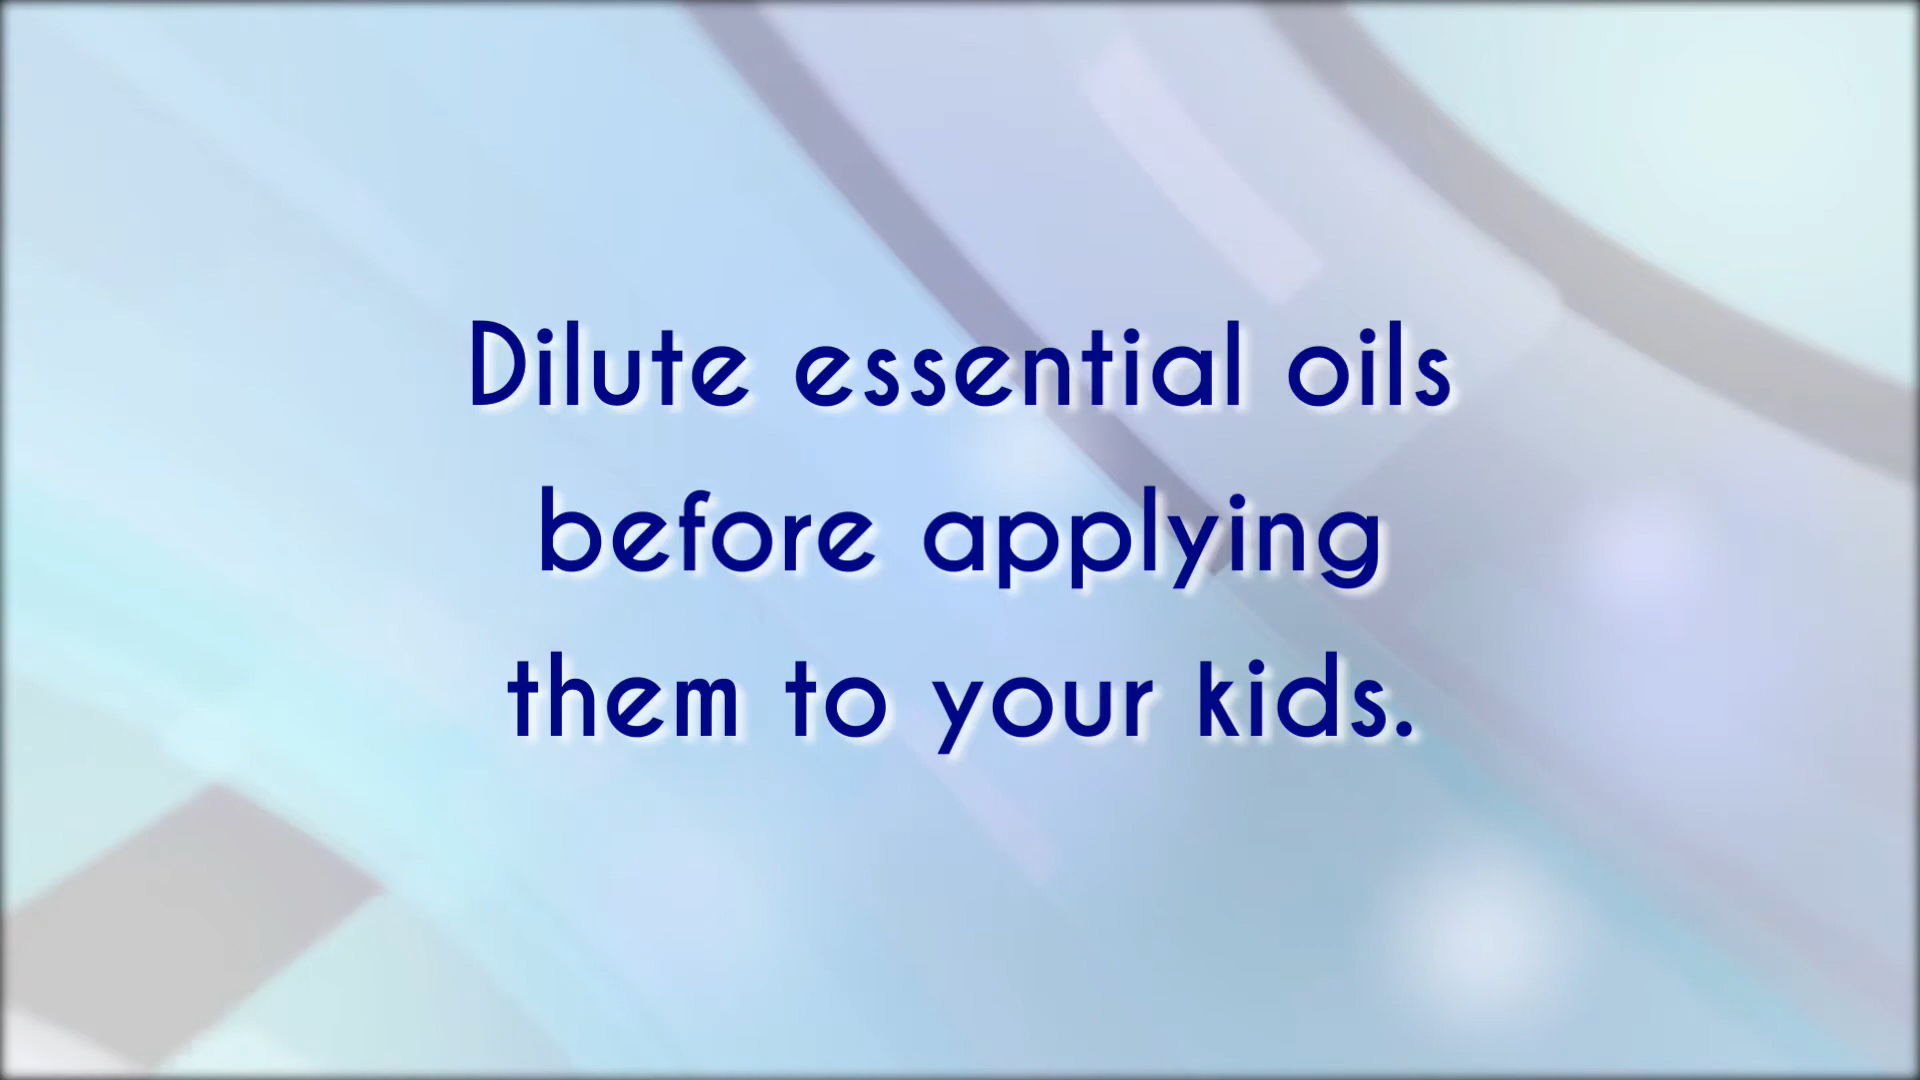 Dilute essential oils
before applying
them to your kids.